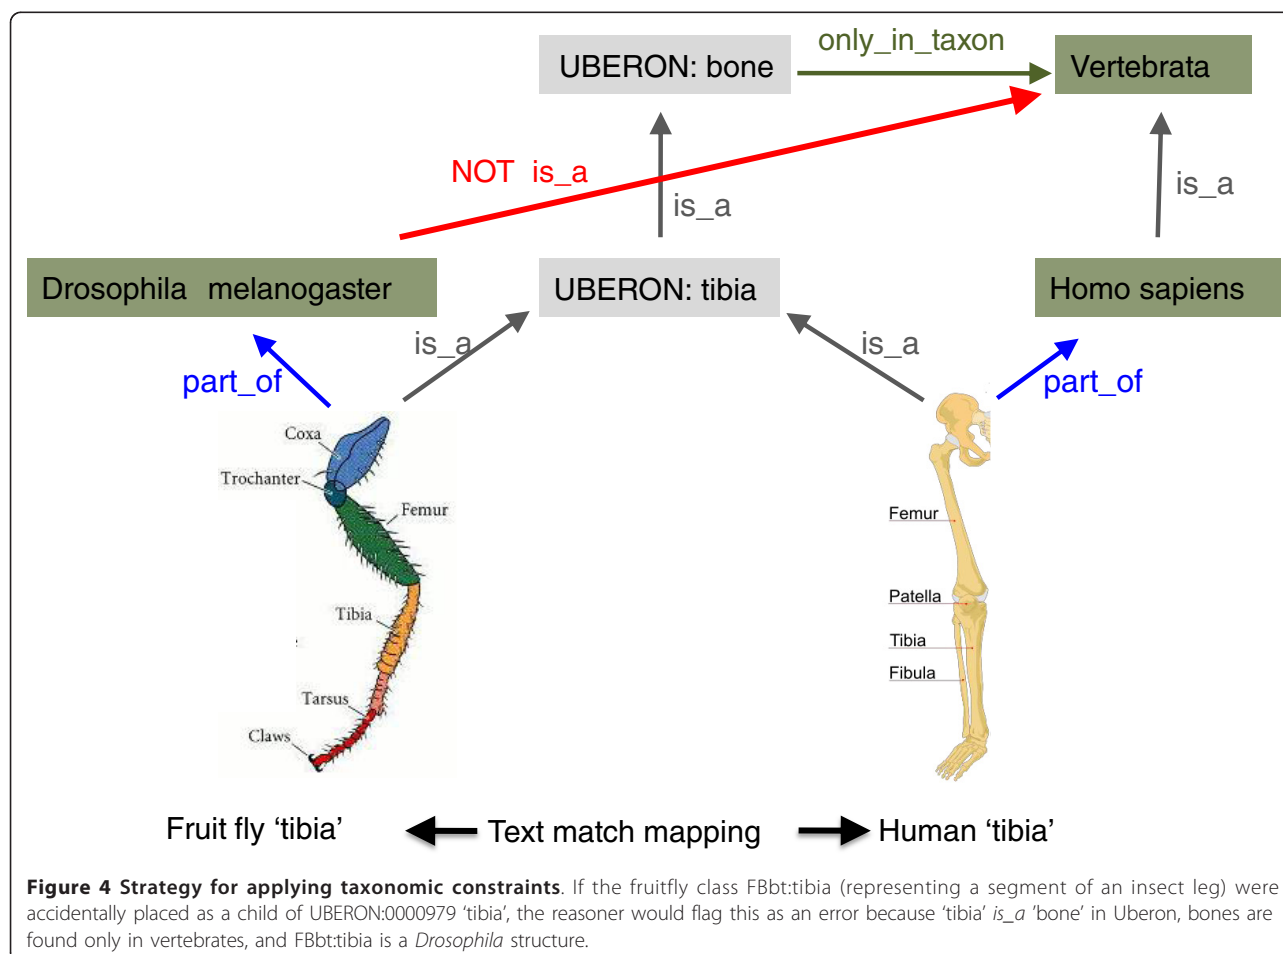 only_in_taxon
UBERON: bone
Vertebrata
NOT is_a
is_a
is_a
Drosophila melanogaster
UBERON: tibia
Homo sapiens
is_a
is_a
part_of
part_of
Coxa
Trochanter
Femur
Tibia
Tarsus
Claws
Femur
Patella
Tibia
Fibula
Fruit fly ‘tibia’
Text match mapping
Human ‘tibia’
Figure 4 Strategy for applying taxonomic constraints. If the fruitfly class FBbt:tibia (representing a segment of an insect leg) were
accidentally placed as a child of UBERON:0000979 ‘tibia’, the reasoner would flag this as an error because ‘tibia’ is_a ’bone’ in Uberon, bones are
found only in vertebrates, and FBbt:tibia is a Drosophila structure.